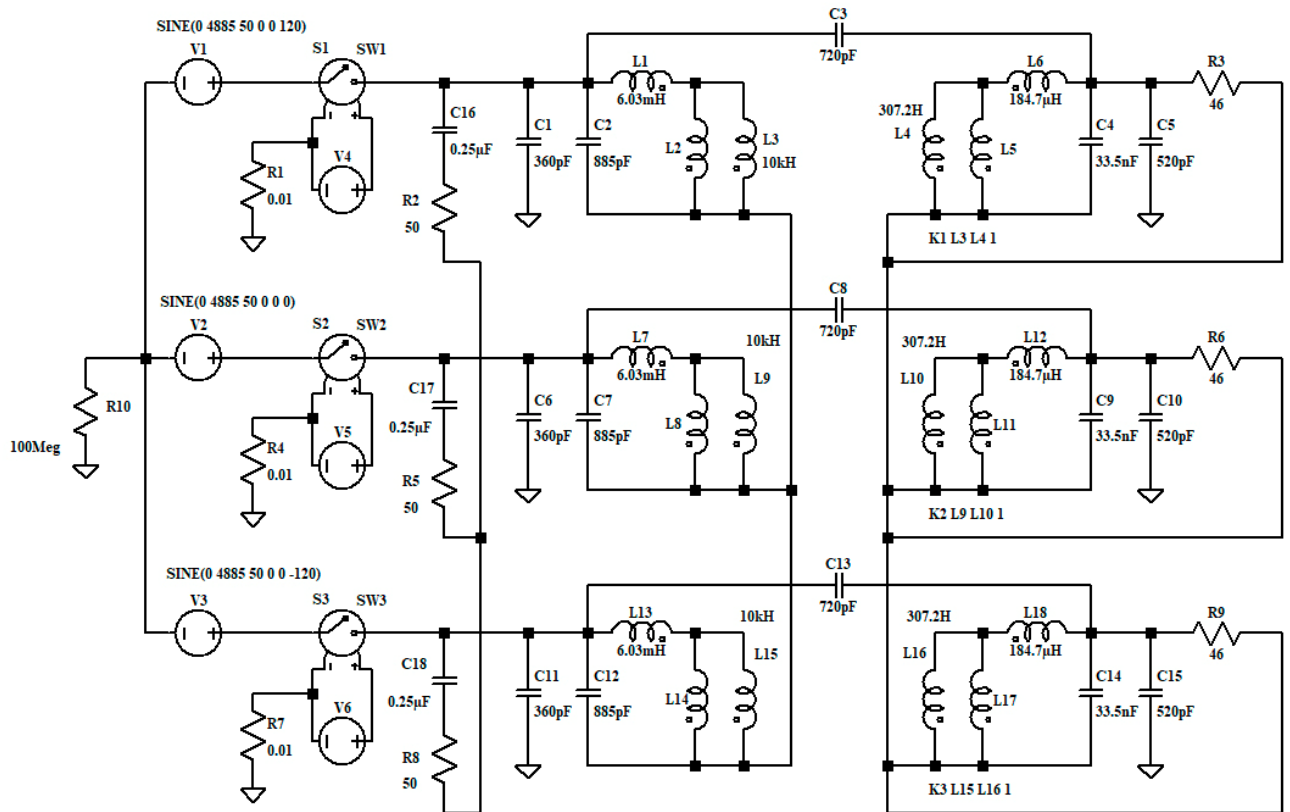 C3
720pF
SINE(0 4885 50 0 0 120)
V1
S1
SW1
L1
6.03mH
L6
184.7µH
R3
46
C16
0.25µF
C1
360pF
C2
885pF
L2
L3
10kH
307.2H
L4
L5
C4
33.5nF
C5
520pF
R1
0.01
V4
R2
50
K1 L3 L4 1
C8
720pF
SINE(0 4885 50 0 0 0)
V2
S2
SW2
L7
6.03mH
10kH
307.2H
L12
184.7µH
R6
46
R10
100Meg
C17
0.25µF
C6
360pF
C7
885pF
L8
L9
L10
L11
C9
33.5nF
C10
520pF
R4
0.01
V5
R5
50
K2 L9 L10 1
C13
720pF
SINE(0 4885 50 0 0 -120)
V3
S3
SW3
L13
6.03mH
10kH
307.2H
L18
184.7µH
R9
46
C18
0.25µF
C11
360pF
C12
885pF
L14
L15
L16
L17
C14
33.5nF
C15
520pF
R7
0.01
V6
R8
50
K3 L15 L16 1